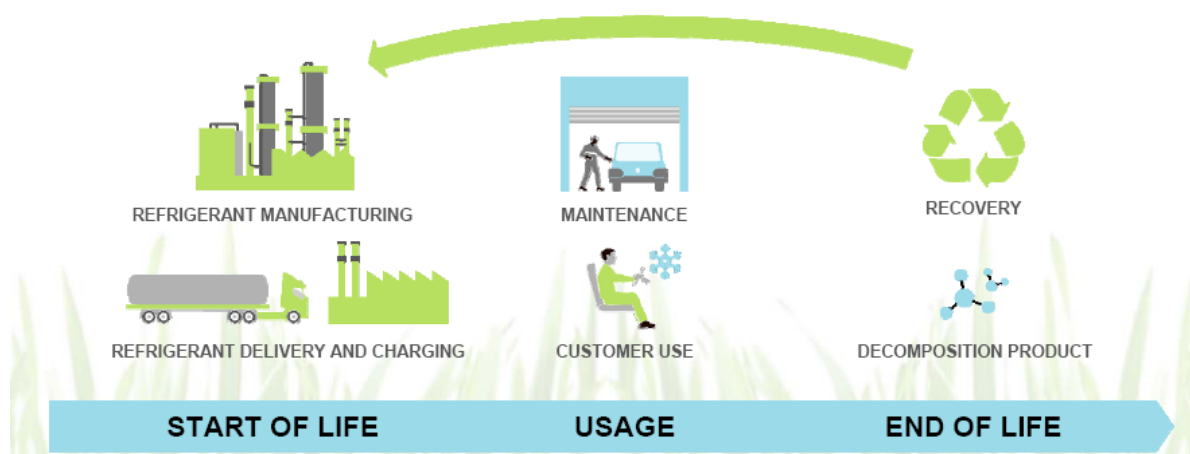 REFRIGERANT MANUFACTURING
MAINTENANCE
RECOVERY
REFRIGERANT DELIVERY AND CHARGING
CUSTOMER USE
DECOMPOSITION PRODUCT
START OF LIFE
USAGE
END OF LIFE